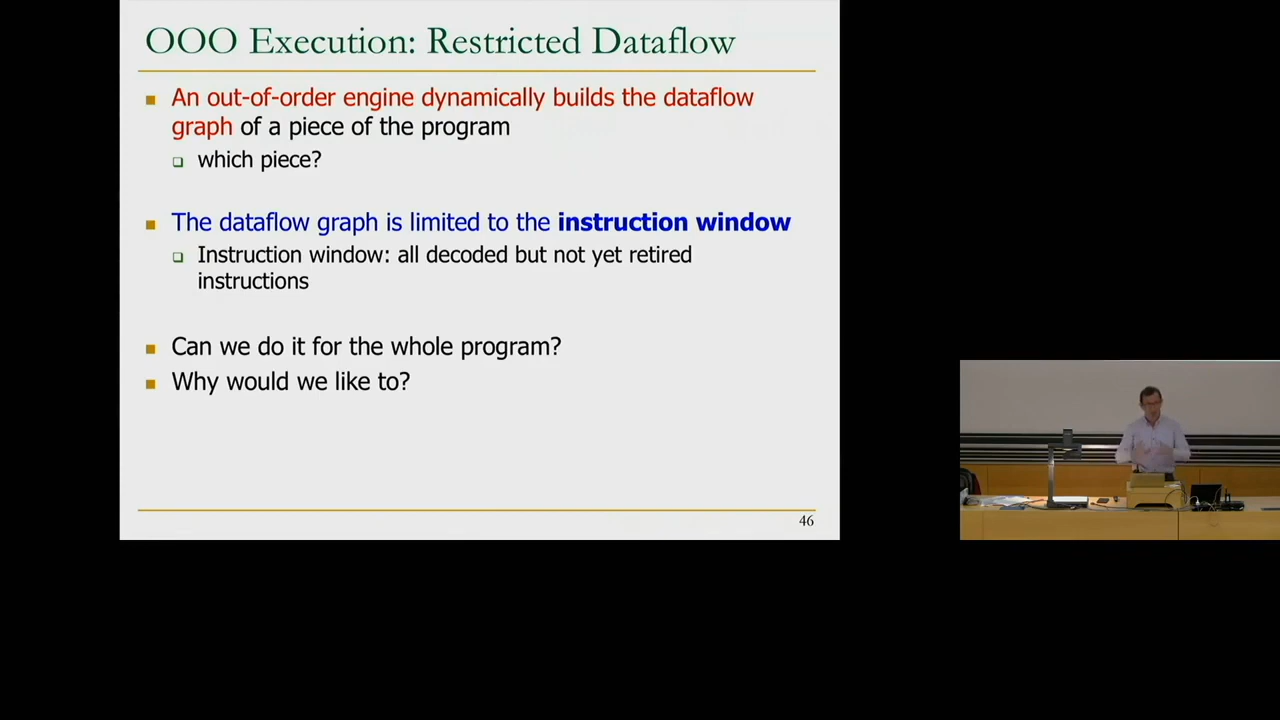 OOO Execution: Restricted Dataflow
An out-of-order engine dynamically builds the dataflow
graph of a piece of the program
which piece?
The dataflow graph is limited to the instruction window
Instruction window: all decoded but not yet retired
instructions
Can we do it for the whole program?
Why would we like to?
46